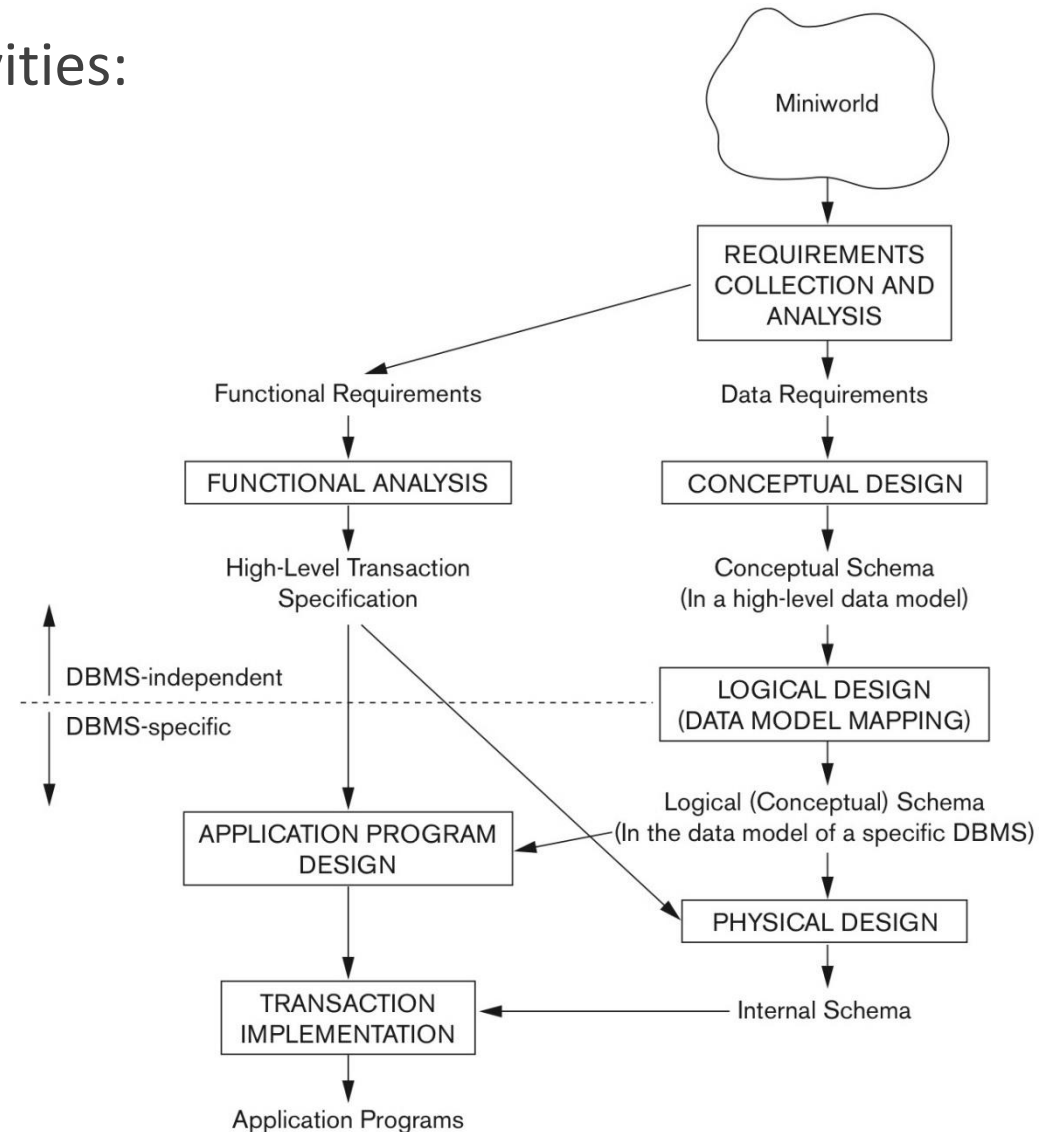 vities:
Miniworld
REQUIREMENTS
COLLECTION AND
ANALYSIS
Functional Requirements
Data Requirements
FUNCTIONAL ANALYSIS
CONCEPTUAL DESIGN
High-Level Transaction
Specification
Conceptual Schema
(In a high-level data model)
DBMS-independent
DBMS-specific
LOGICAL DESIGN
(DATA MODEL MAPPING)
Logical (Conceptual) Schema
(In the data model of a specific DBMS)
APPLICATION PROGRAM
DESIGN
PHYSICAL DESIGN
TRANSACTION
IMPLEMENTATION
Internal Schema
Application Programs